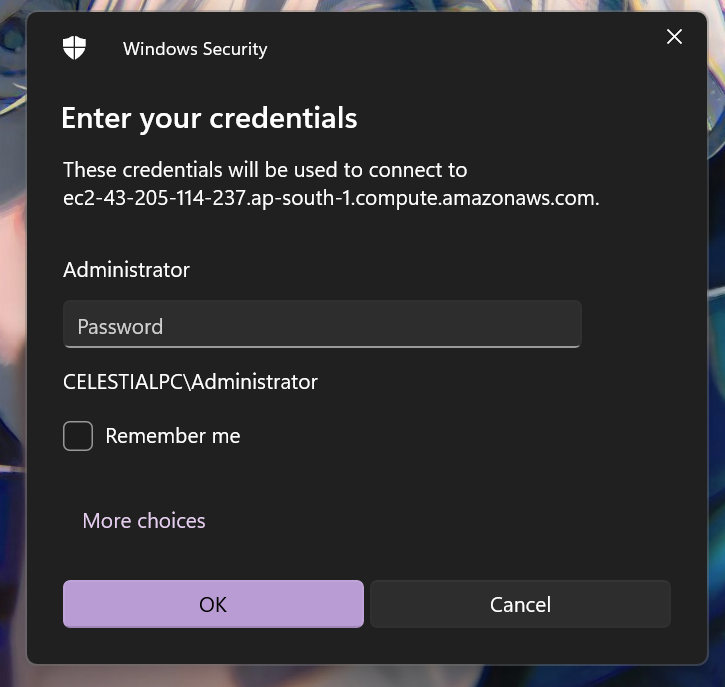 Windows Security
Enter your credentials
These credentials will be used to connect to
ec2-43-205-114-237.ap-south-1.compute.amazonaws.com.
Administrator
Password
CELESTIALPC\Administrator
Remember me
More choices
OK
Cancel